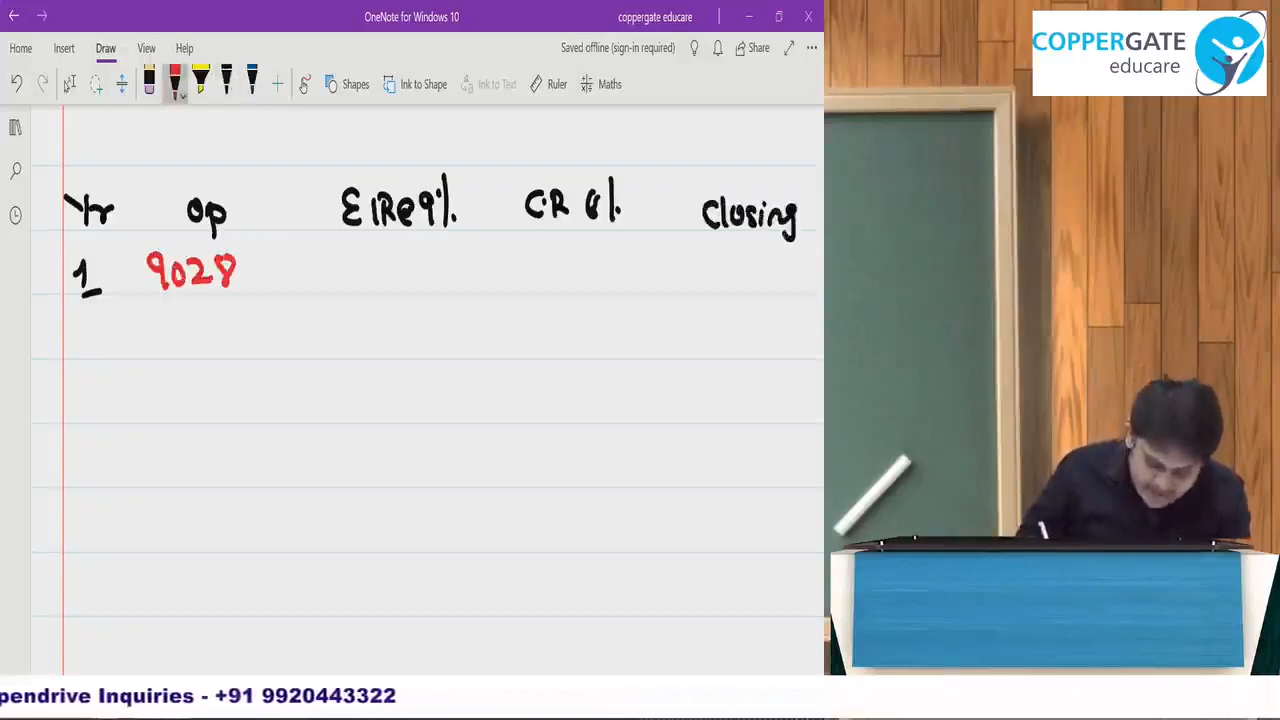 OneNote for Windows 10
coppergate educare
Home Insert Draw View Help
Saved offline (sign-in required)
Share
Shapes
Ink to Shape
Ink to Text
Ruler
Maths
COPPERGATE
educare
Yr Op EIR@9% CR 6% Closing
1 9028
pendrive Inquiries - +91 9920443322